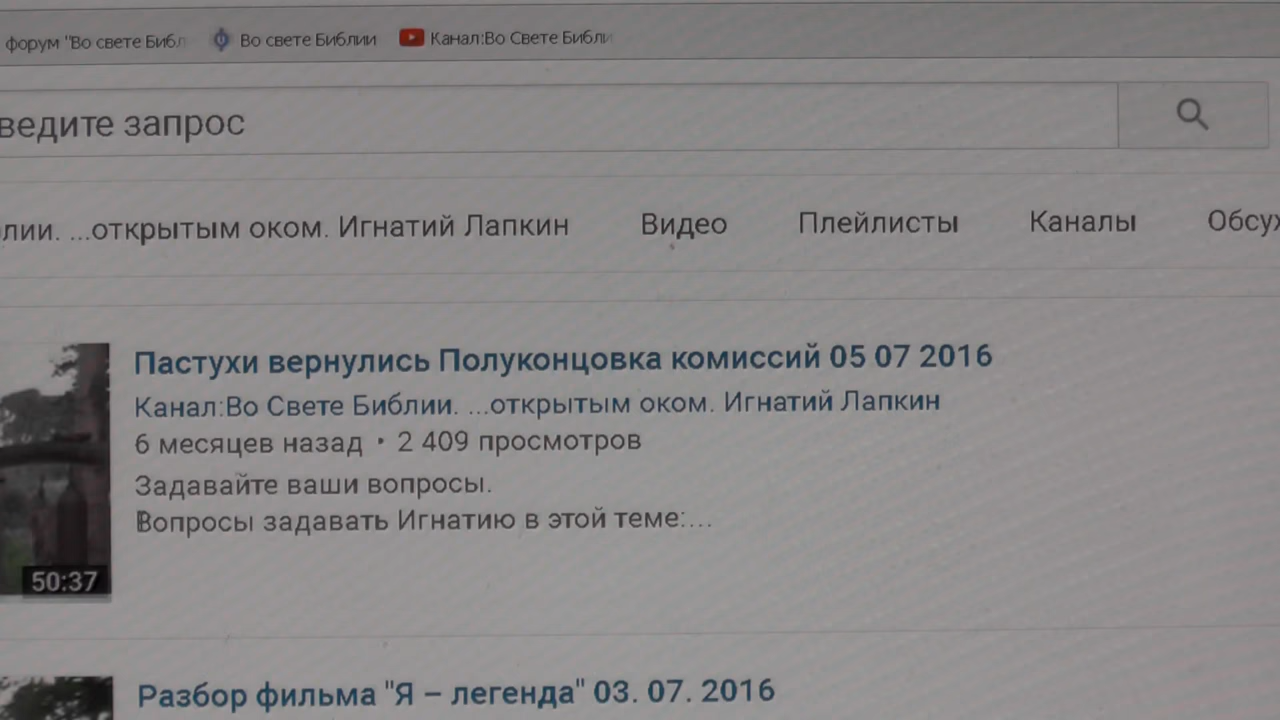 форум "Во свете Библ
Во свете Библии
Канал:Во Свете Библи
ведите запрос
лии. ...открытым оком. Игнатий Лапкин
Видео
Плейлисты
Каналы
Обсуж
Пастухи вернулись Полуконцовка комиссий 05 07 2016
Канал:Во Свете Библии. ...открытым оком. Игнатий Лапкин
6 месяцев назад • 2 409 просмотров
Задавайте ваши вопросы.
Вопросы задавать Игнатию в этой теме:...
50:37
Разбор фильма "Я – легенда" 03. 07. 2016